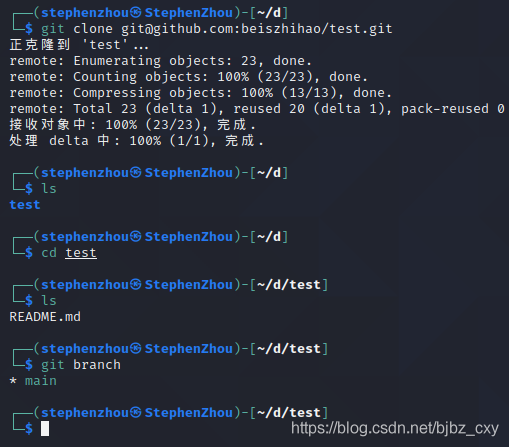 ┌──(stephenzhou㉿StephenZhou)-[~/d]
└─$ git clone git@github.com:beiszhihao/test.git
正克隆到 'test'...
remote: Enumerating objects: 23, done.
remote: Counting objects: 100% (23/23), done.
remote: Compressing objects: 100% (13/13), done.
remote: Total 23 (delta 1), reused 20 (delta 1), pack-reused 0
接收对象中: 100% (23/23), 完成.
处理 delta 中: 100% (1/1), 完成.
┌──(stephenzhou㉿StephenZhou)-[~/d]
└─$ ls
test
┌──(stephenzhou㉿StephenZhou)-[~/d]
└─$ cd test
┌──(stephenzhou㉿StephenZhou)-[~/d/test]
└─$ ls
README.md
┌──(stephenzhou㉿StephenZhou)-[~/d/test]
└─$ git branch
* main
┌──(stephenzhou㉿StephenZhou)-[~/d/test]
└─$
https://blog.csdn.net/bjbz_cxy